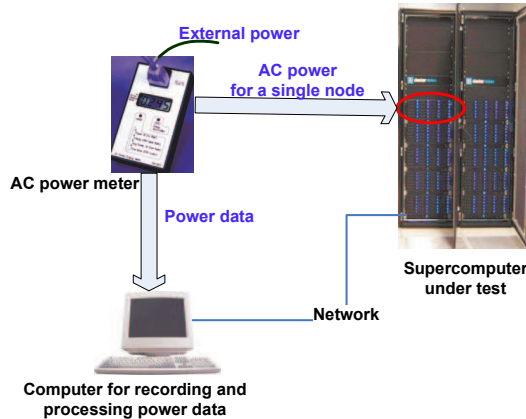 External power
AC power
for a single node
AC power meter
Power data
Supercomputer
under test
Network
Computer for recording and
processing power data